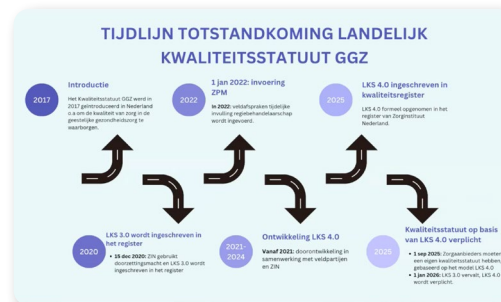 TIJDLIJN TOTSTANDKOMING LANDELIJK
KWALITEITSSTATUUT GGZ
2017
Introductie
Het Kwaliteitsstatuut GGZ werd in
2017 geïntroduceerd in Nederland
o.a om de kwaliteit van zorg in de
geestelijke gezondheidszorg te
waarborgen.
2022
1 jan 2022: invoering
ZPM
In 2022: veldafspraken tijdelijke
invulling regiebehandelaarschap
wordt ingevoerd.
2025
LKS 4.0 ingeschreven in
kwaliteitsregister
LKS 4.0 formeel opgenomen in het
register van Zorginstituut
Nederland.
2020
LKS 3.0 wordt ingeschreven in
het register
• 15 dec 2020: ZIN gebruikt
doorzettingsmacht en LKS 3.0 wordt
ingeschreven in het register
2021-
2024
Ontwikkeling LKS 4.0
Vanaf 2021: doorontwikkeling in
samenwerking met veldpartijen
en ZIN
2025
Kwaliteitsstatuut op basis
van LKS 4.0 verplicht
• 1 sep 2025: Zorgaanbieders moeten
een eigen kwaliteitsstatuut hebben,
gebaseerd op het model LKS 4.0
• 1 jan 2026: LKS 3.0 vervalt, LKS 4.0
wordt verplicht.